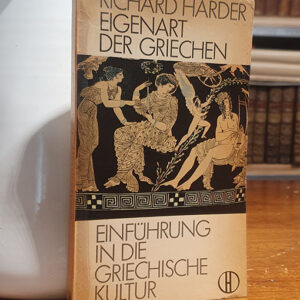 RICHARD HARDER
EIGENART
DER GRIECHEN
EINFÜHRUNG
IN DIE
GRIECHISCHE
KULTUR